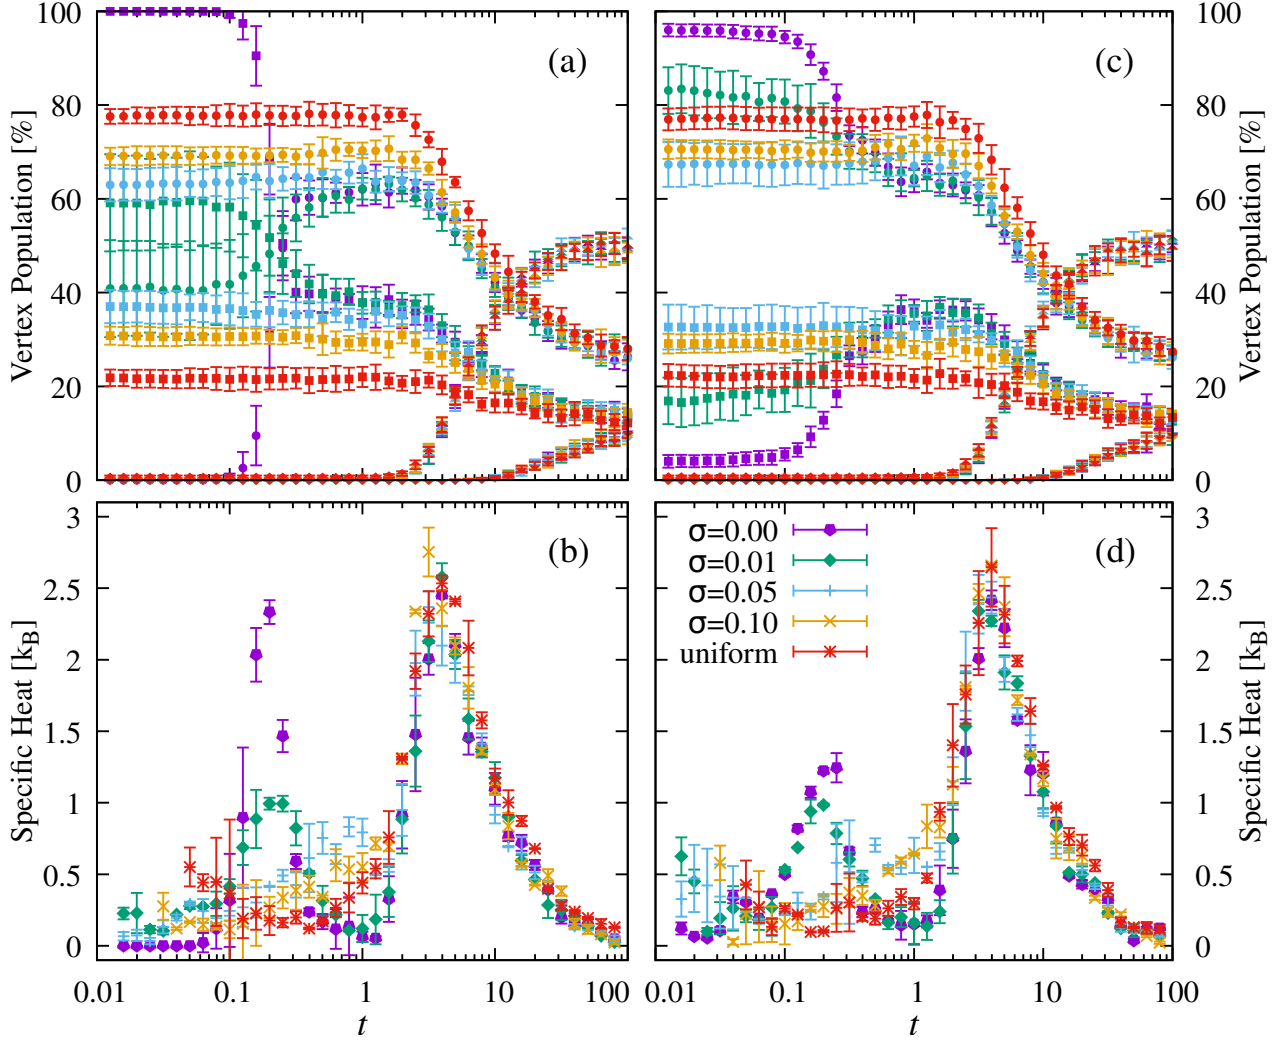 (a)
(c)
100
80
60
40
20
0
Vertex Population [%]
100
80
60
40
20
0
Vertex Population [%]
(b)
(d)
3
2.5
2
1.5
1
0.5
0
Specific Heat [kB]
σ=0.00
σ=0.01
σ=0.05
σ=0.10
uniform
3
2.5
2
1.5
1
0.5
0
Specific Heat [kB]
0.01 0.1 1 10 100
t
0.01 0.1 1 10 100
t